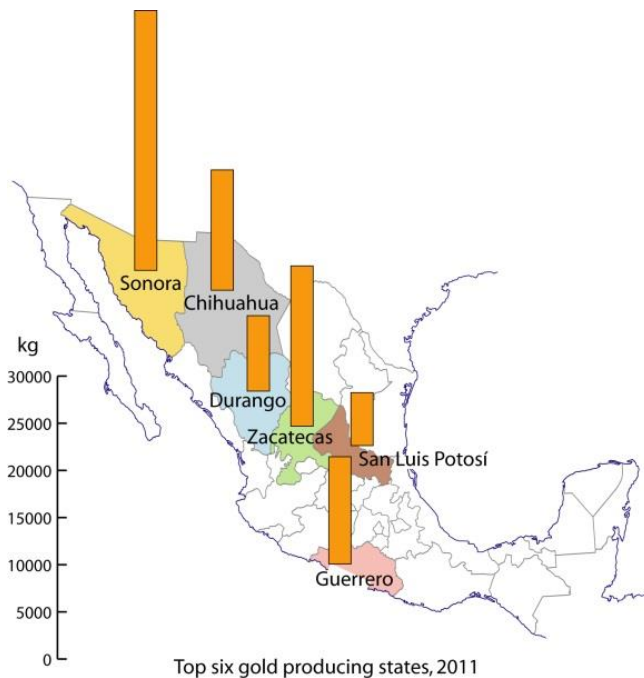 Sonora
Chihuahua
kg
30000
Durango
25000
Zacatecas
San Luis Potosí
20000
15000
10000
Guerrero
5000
0
Top six gold producing states, 2011